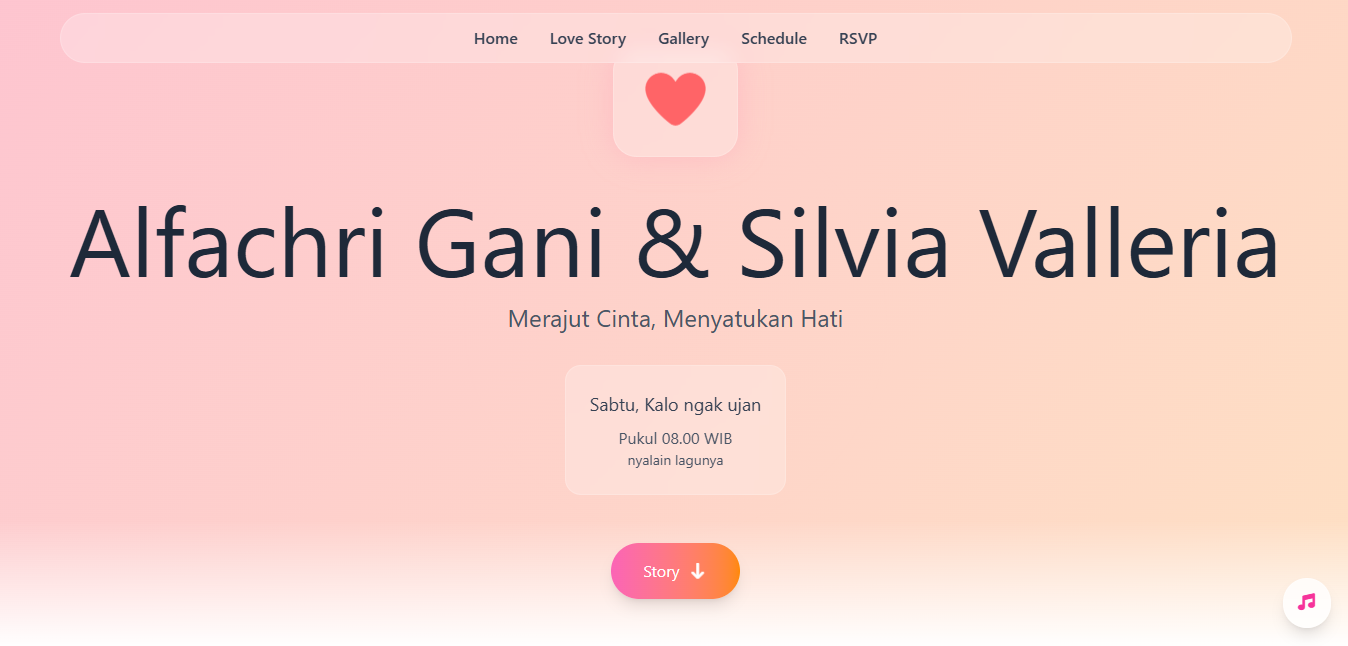 Home Love Story Gallery Schedule RSVP
Alfachri Gani & Silvia Valleria
Merajut Cinta, Menyatukan Hati
Sabtu, Kalo ngak ujan
Pukul 08.00 WIB
nyalain lagunya
Story